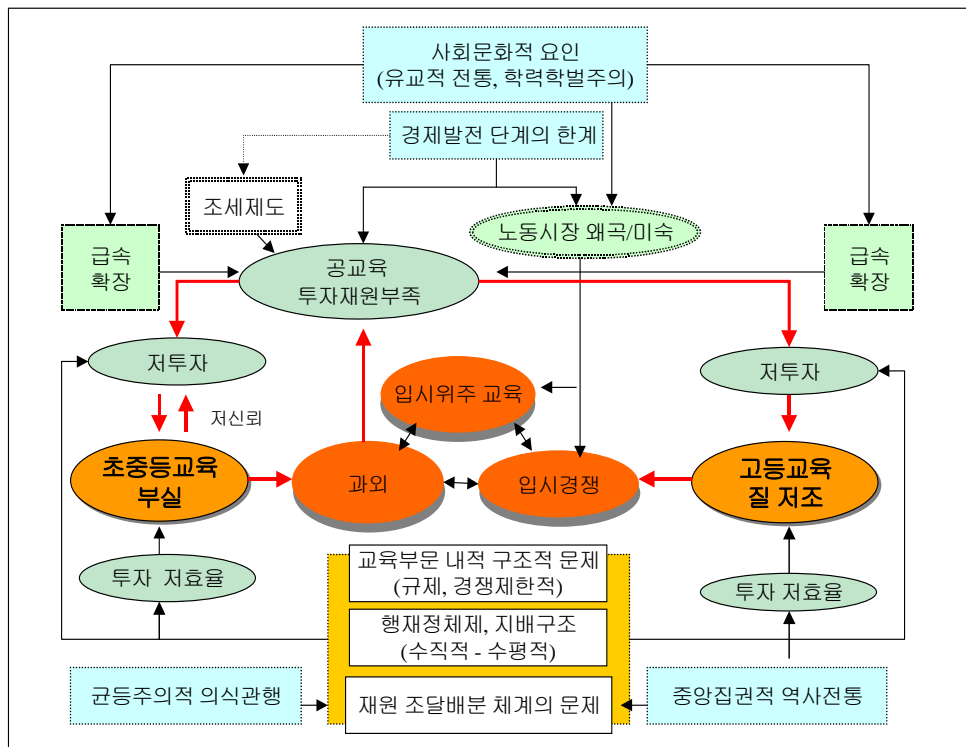 사회문화적 요인
(유교적 전통, 학력학벌주의)
경제발전 단계의 한계
조세제도
노동시장 왜곡/미숙
급속
확장
공교육
투자재원부족
급속
확장
저투자
저투자
입시위주 교육
저신뢰
초중등교육
부실
과외
입시경쟁
고등교육
질 저조
투자 저효율
교육부문 내적 구조적 문제
(규제, 경쟁제한적)
투자 저효율
행재정체제, 지배구조
(수직적 - 수평적)
균등주의적 의식관행
재원 조달배분 체계의 문제
중앙집권적 역사전통